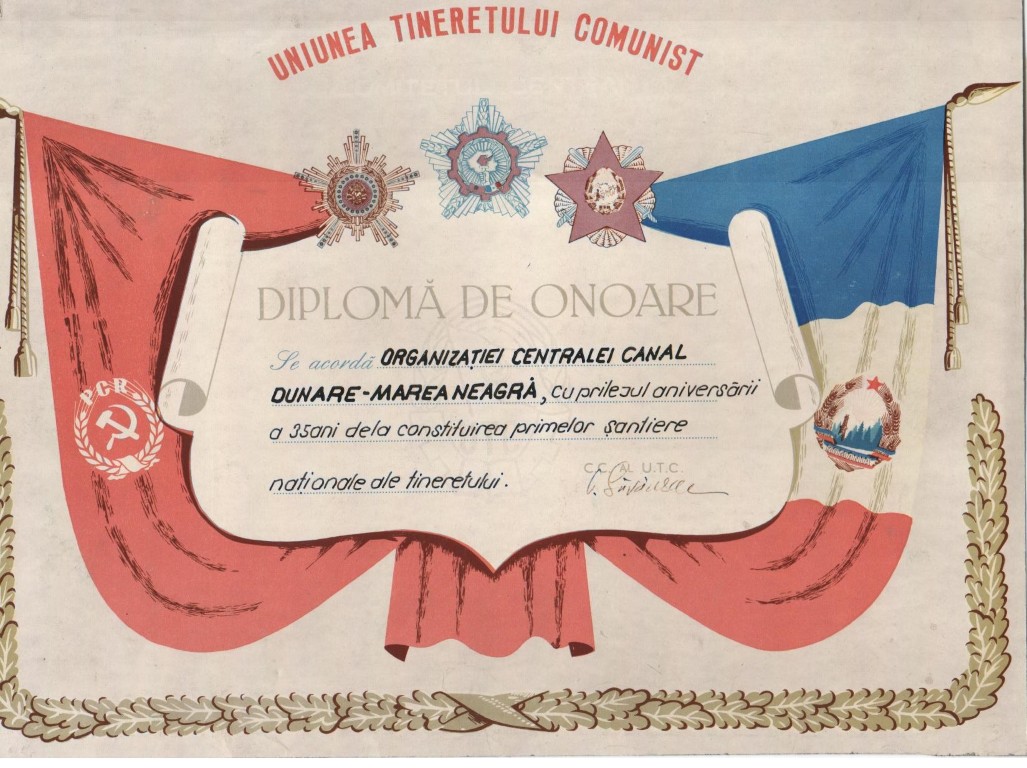 UNIUNEA TINERETULUI COMUNIST
DIPLOMĂ DE ONOARE
Se acordă ORGANIZAȚIEI CENTRALEI CANAL
DUNARE-MAREA NEAGRĂ, cu prilejul aniversării
a 35ani dela constituirea primelor șantiere
naționale ale tineretului.
C.C. AL U.T.C.
PCR